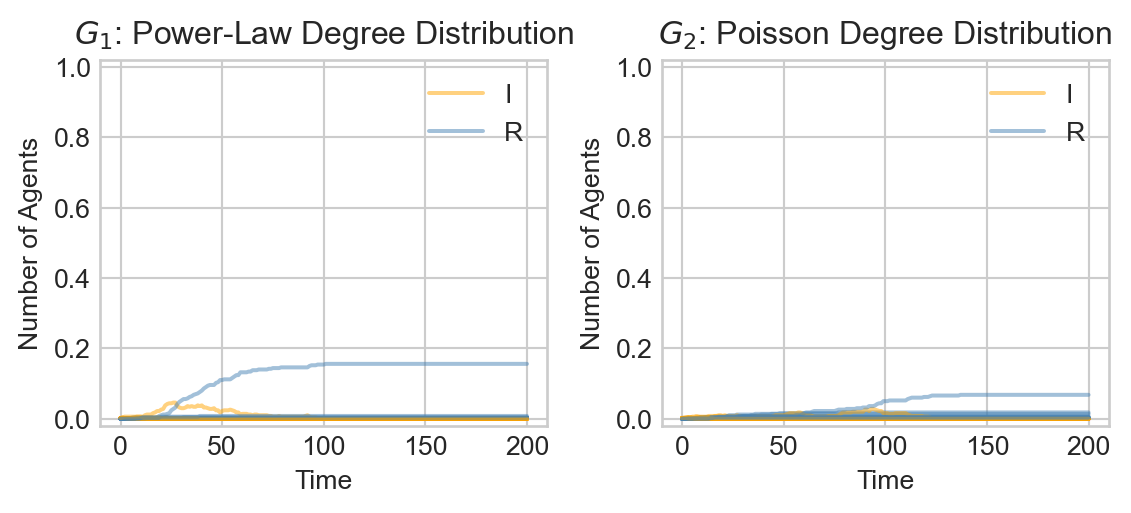 G₁: Power-Law Degree Distribution
1.0
0.8
0.6
0.4
0.2
0.0
Number of Agents
I
R
0 50 100 150 200
Time
G₂: Poisson Degree Distribution
1.0
0.8
0.6
0.4
0.2
0.0
Number of Agents
I
R
0 50 100 150 200
Time